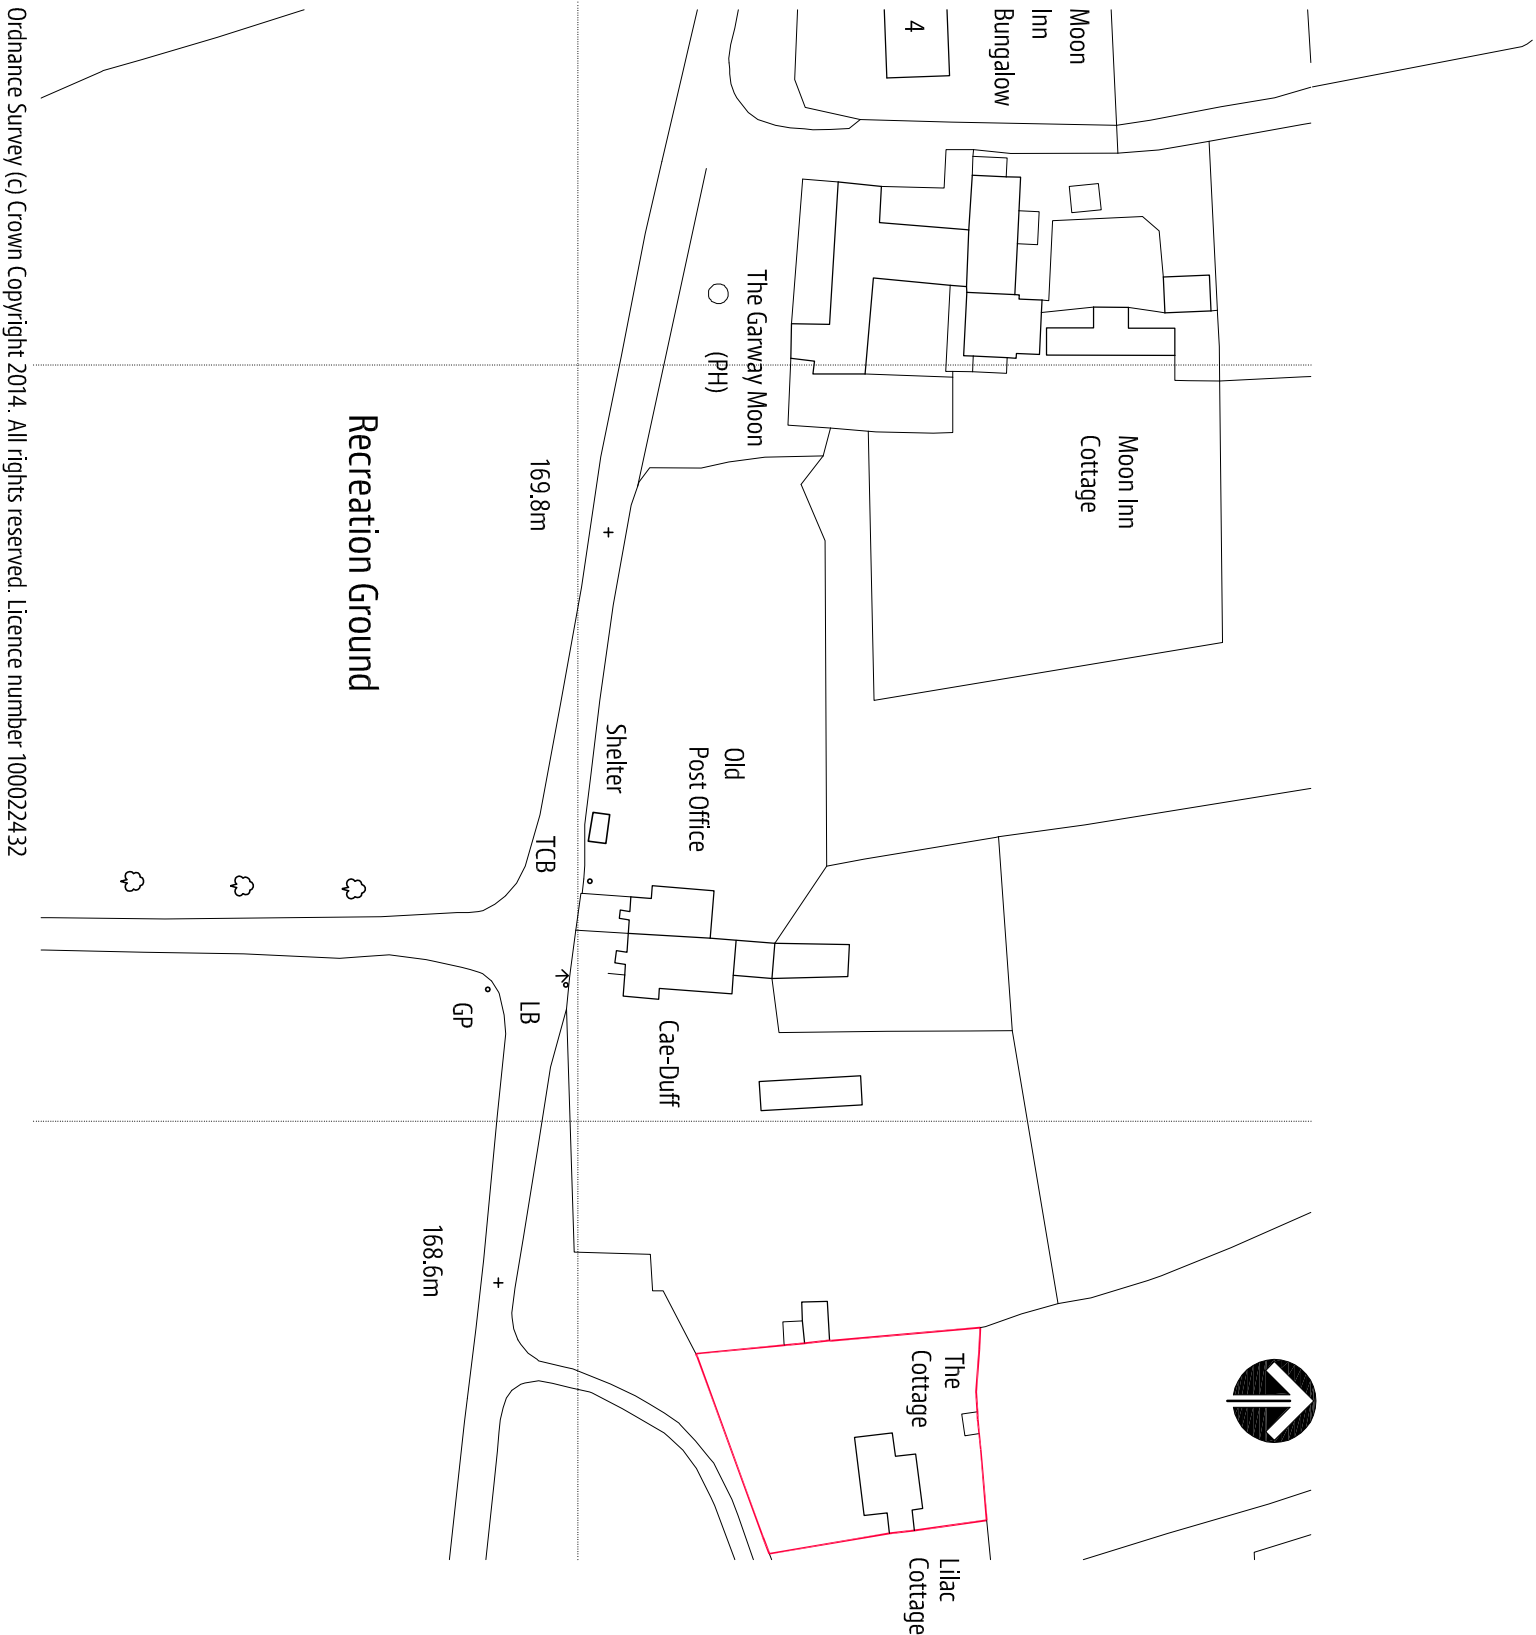 4
Moon
Inn
Bungalow
The Garway Moon
(PH)
Moon Inn
Cottage
169.8m
Recreation Ground
Shelter
Old
Post Office
TCB
LB
GP
Cae-Duff
168.6m
The
Cottage
Lilac
Cottage
Ordnance Survey (c) Crown Copyright 2014. All rights reserved. Licence number 100022432